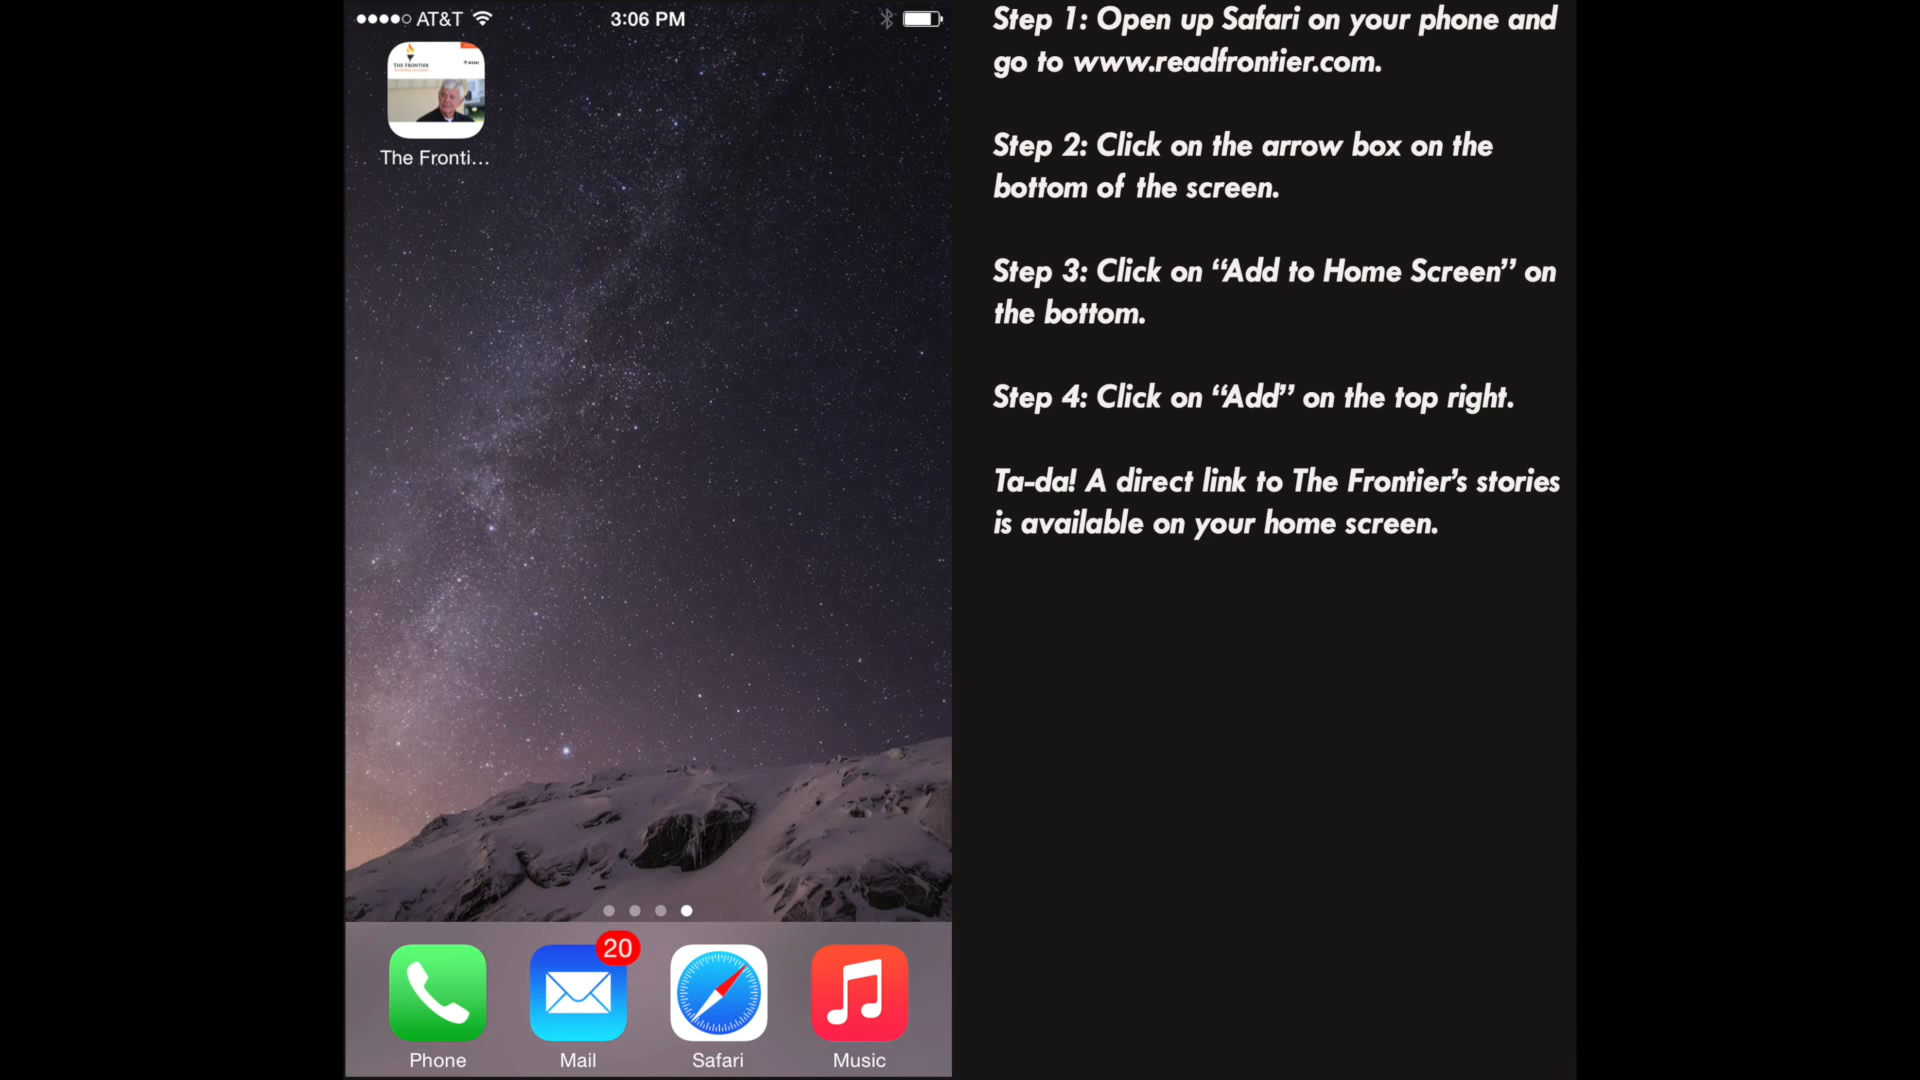 AT&T
3:06 PM
THE FRONTIER
MENU
The Fronti...
20
Phone
Mail
Safari
Music
Step 1: Open up Safari on your phone and
go to www.readfrontier.com.
Step 2: Click on the arrow box on the
bottom of the screen.
Step 3: Click on “Add to Home Screen” on
the bottom.
Step 4: Click on “Add” on the top right.
Ta-da! A direct link to The Frontier’s stories
is available on your home screen.